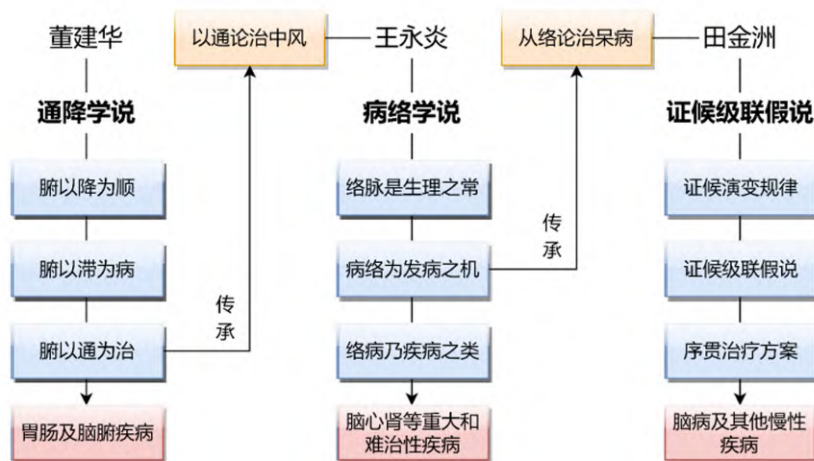 董建华
以通论治中风
王永炎
从络论治呆病
田金洲
通降学说
病络学说
证候级联假说
腑以降为顺
络脉是生理之常
证候演变规律
腑以滞为病
病络为发病之机
证候级联假说
腑以通为治
络病乃疾病之类
序贯治疗方案
传
承
传
承
胃肠及脑腑疾病
脑心肾等重大和
难治性疾病
脑病及其他慢性
疾病